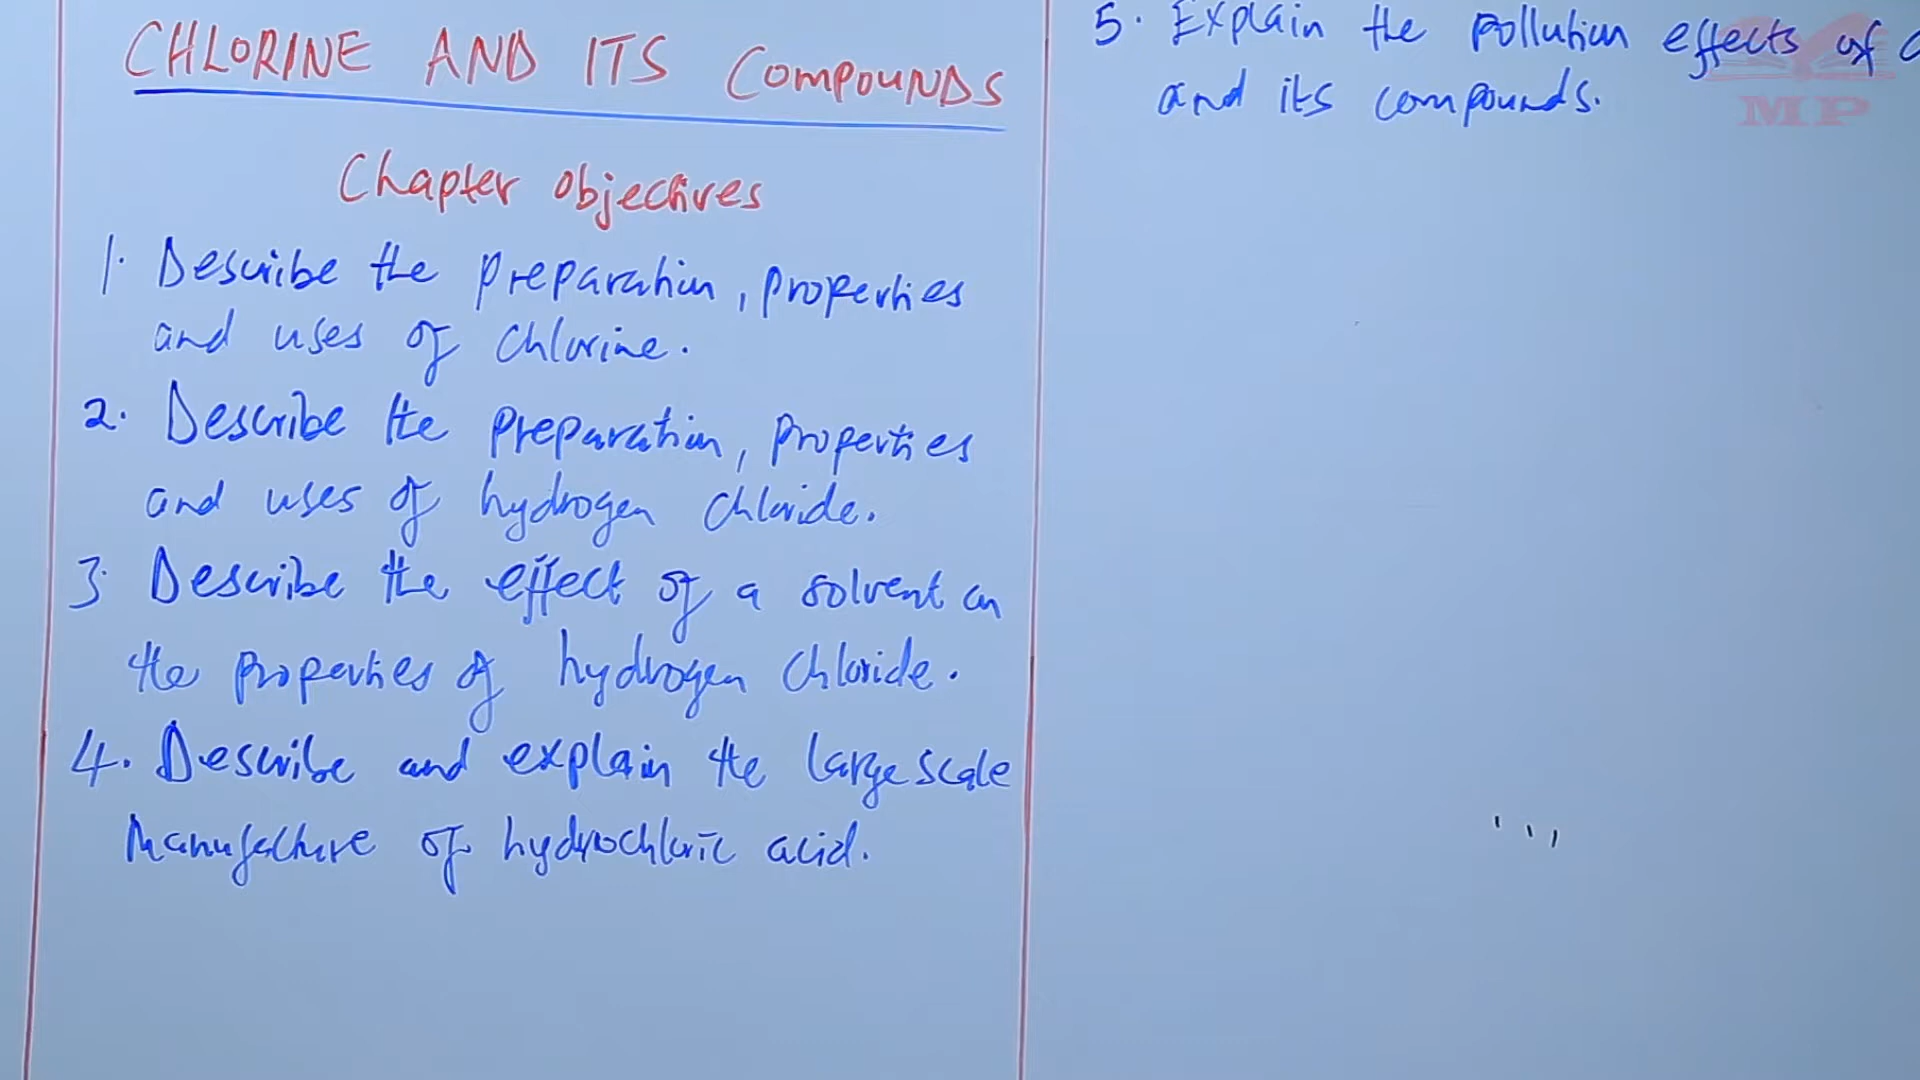 CHLORINE AND ITS COMPOUNDS
Chapter objectives
1. Describe the preparation, properties
and uses of chlorine.
2. Describe the preparation, properties
and uses of hydrogen chloride.
3. Describe the effect of a solvent on
the properties of hydrogen chloride.
4. Describe and explain the large scale
manufacture of hydrochloric acid.
5. Explain the pollution effects of
and its compounds.
MP